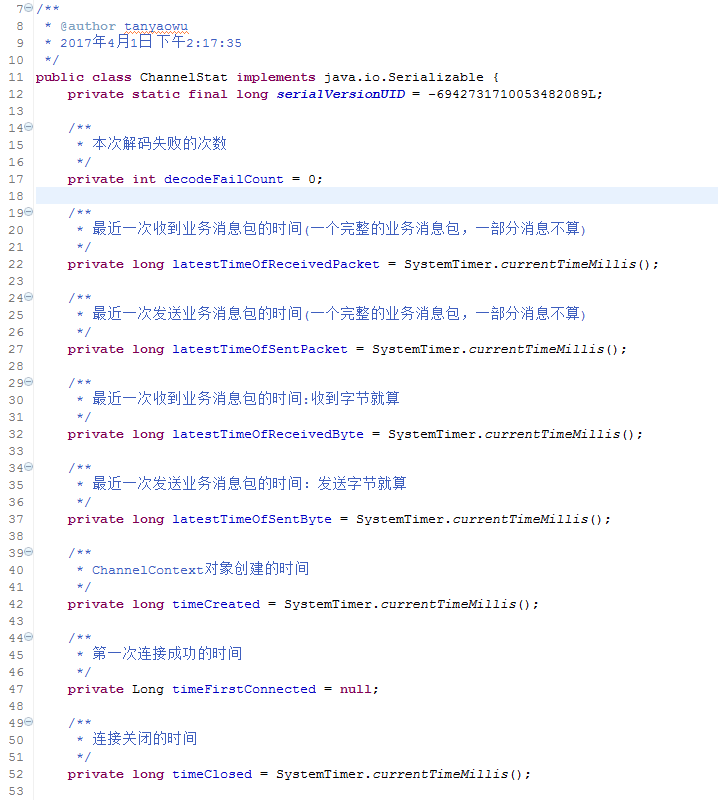 7 /**
8  * @author tanyaowu
9  * 2017年4月1日 下午2:17:35
10  */
11 public class ChannelStat implements java.io.Serializable {
12     private static final long serialVersionUID = -6942731710053482089L;
13
14     /**
15      * 本次解码失败的次数
16      */
17     private int decodeFailCount = 0;
18
19     /**
20      * 最近一次收到业务消息包的时间(一个完整的业务消息包，一部分消息不算)
21      */
22     private long latestTimeOfReceivedPacket = SystemTimer.currentTimeMillis();
23
24     /**
25      * 最近一次发送业务消息包的时间(一个完整的业务消息包，一部分消息不算)
26      */
27     private long latestTimeOfSentPacket = SystemTimer.currentTimeMillis();
28
29     /**
30      * 最近一次收到业务消息包的时间:收到字节就算
31      */
32     private long latestTimeOfReceivedByte = SystemTimer.currentTimeMillis();
33
34     /**
35      * 最近一次发送业务消息包的时间：发送字节就算
36      */
37     private long latestTimeOfSentByte = SystemTimer.currentTimeMillis();
38
39     /**
40      * ChannelContext对象创建的时间
41      */
42     private long timeCreated = SystemTimer.currentTimeMillis();
43
44     /**
45      * 第一次连接成功的时间
46      */
47     private Long timeFirstConnected = null;
48
49     /**
50      * 连接关闭的时间
51      */
52     private long timeClosed = SystemTimer.currentTimeMillis();
53